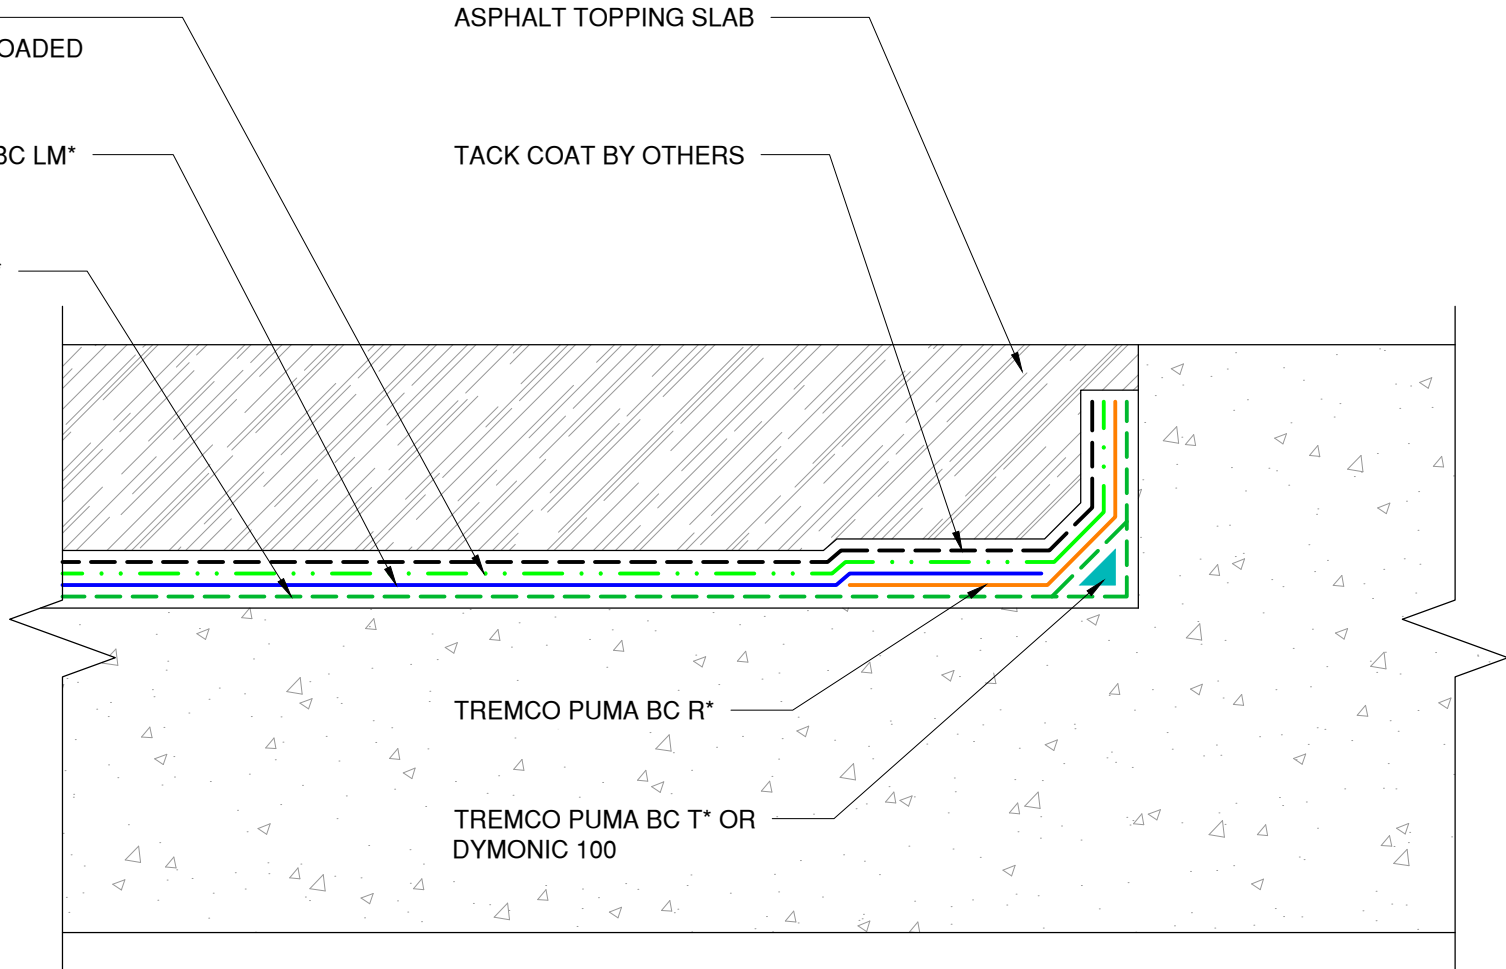 ASPHALT TOPPING SLAB
OADED
BC LM*
TACK COAT BY OTHERS
TREMCO PUMA BC R*
TREMCO PUMA BC T* OR
DYMONIC 100